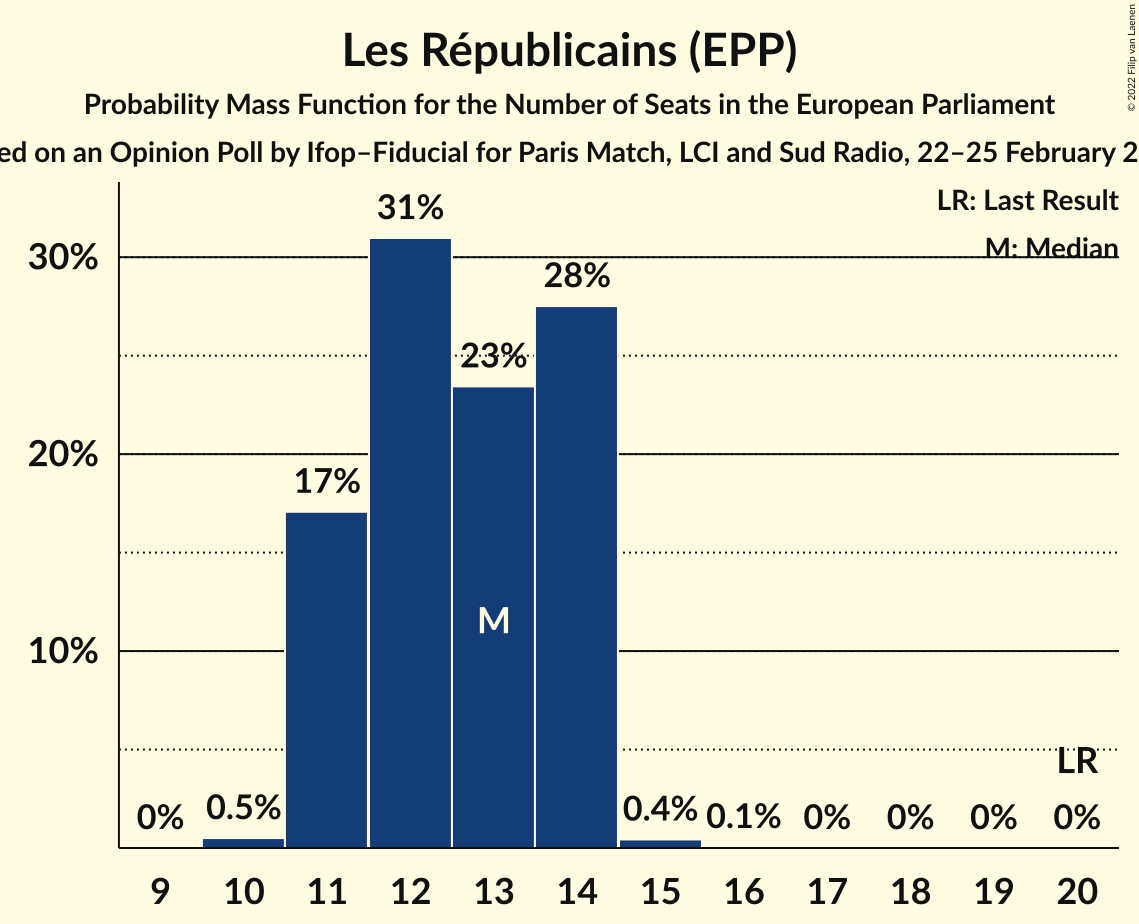 Les Républicains (EPP)
Probability Mass Function for the Number of Seats in the European Parliament
ed on an Opinion Poll by Ifop–Fiducial for Paris Match, LCI and Sud Radio, 22–25 February 2
© 2022 Filip van Laenen
LR: Last Result
M: Median
30%
20%
10%
0%
0.5%
17%
31%
23%
28%
0.4%
0.1%
0%
0%
0%
0%
M
LR
9 10 11 12 13 14 15 16 17 18 19 20